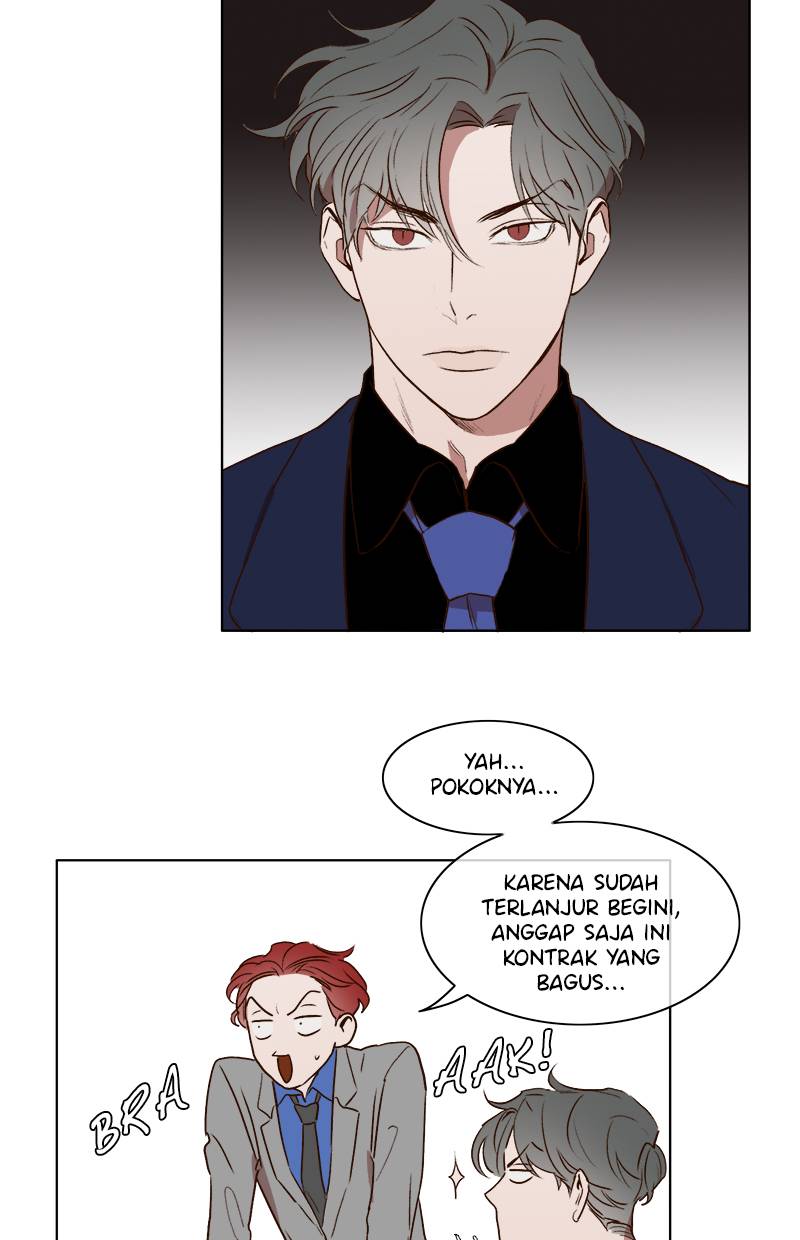 YAH...
POKOKNYA...
KARENA SUDAH
TERLANJUR BEGINI,
ANGGAP SAJA INI
KONTRAK YANG
BAGUS...
BRA
AAK!